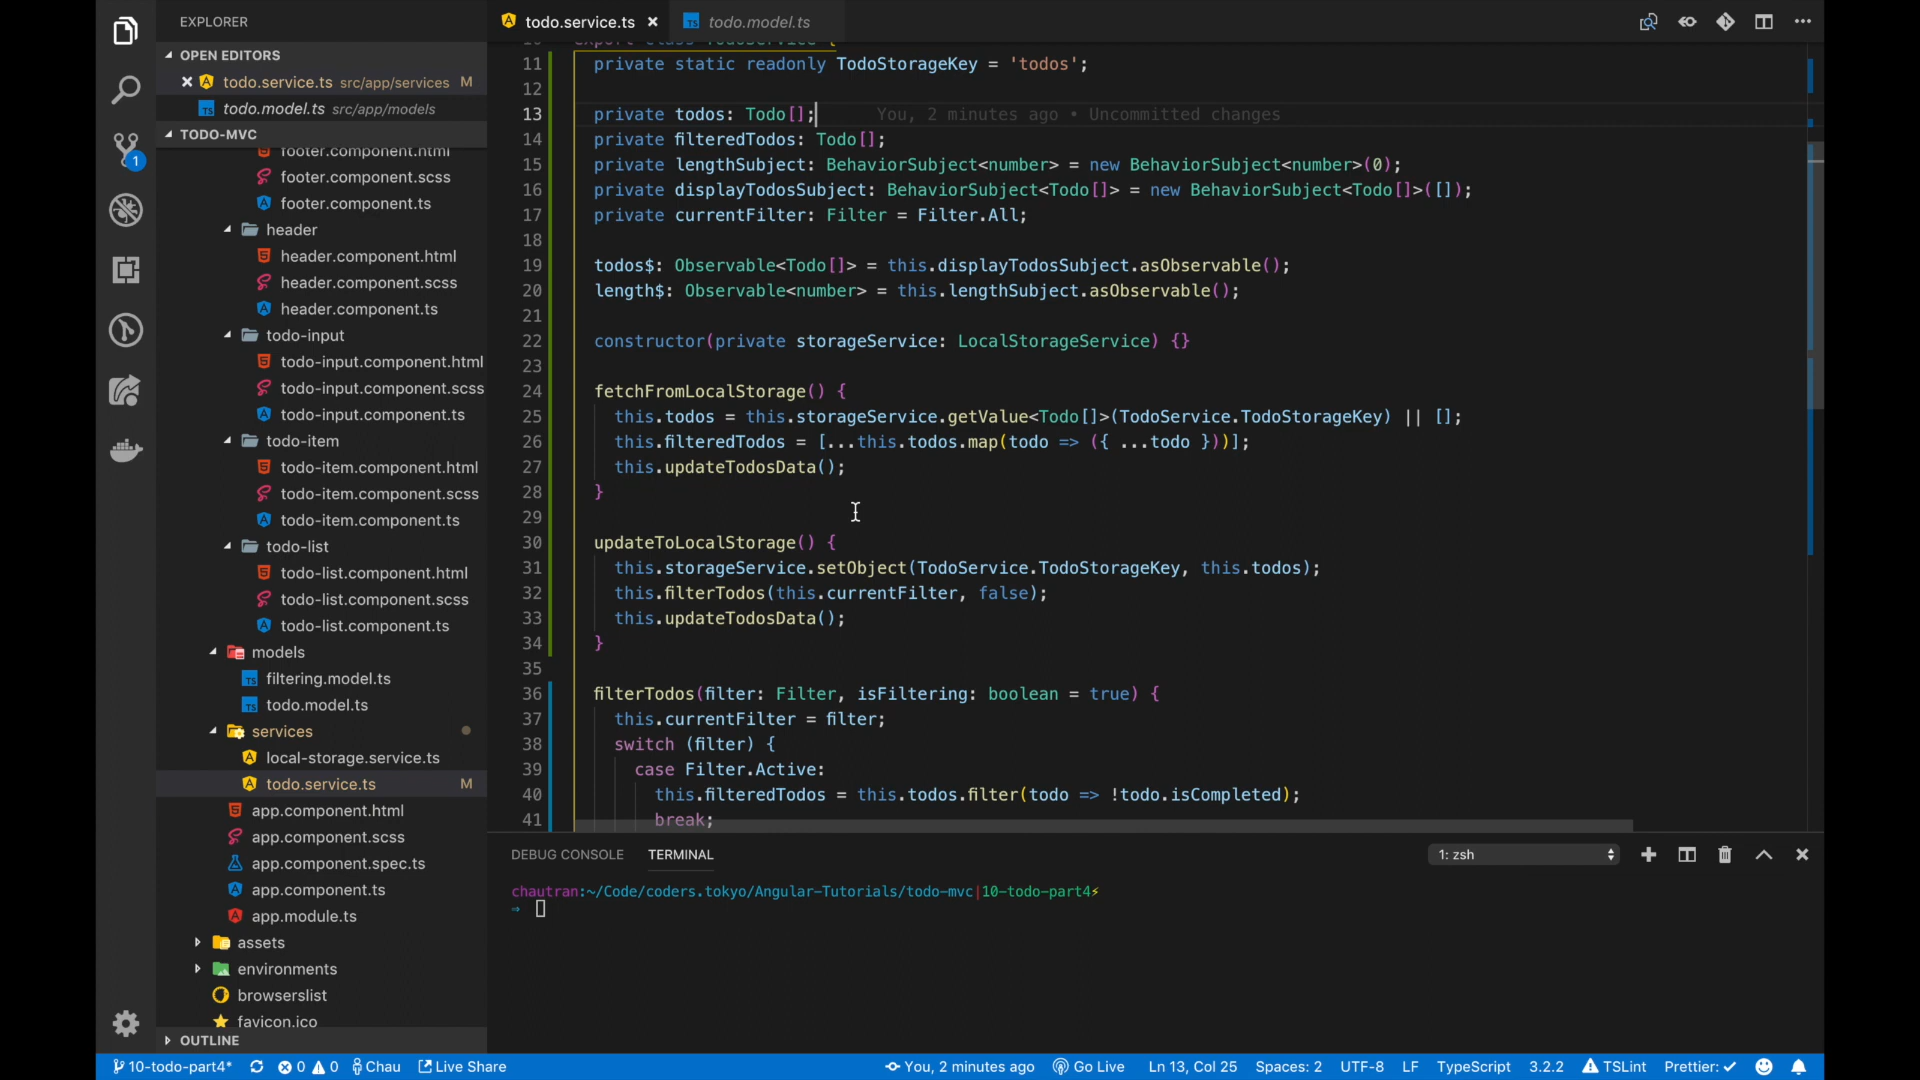 EXPLORER
OPEN EDITORS
todo.service.ts src/app/services M
todo.model.ts src/app/models
TODO-MVC
footer.component.html
footer.component.scss
footer.component.ts
header
header.component.html
header.component.scss
header.component.ts
todo-input
todo-input.component.html
todo-input.component.scss
todo-input.component.ts
todo-item
todo-item.component.html
todo-item.component.scss
todo-item.component.ts
todo-list
todo-list.component.html
todo-list.component.scss
todo-list.component.ts
models
filtering.model.ts
todo.model.ts
services
local-storage.service.ts
todo.service.ts M
app.component.html
app.component.scss
app.component.spec.ts
app.component.ts
app.module.ts
assets
environments
browserslist
favicon.ico
OUTLINE
1
todo.service.ts
todo.model.ts
10 export class TodoService {
11 private static readonly TodoStorageKey = 'todos';
12
13 private todos: Todo[]; You, 2 minutes ago • Uncommitted changes
14 private filteredTodos: Todo[];
15 private lengthSubject: BehaviorSubject<number> = new BehaviorSubject<number>(0);
16 private displayTodosSubject: BehaviorSubject<Todo[]> = new BehaviorSubject<Todo[]>([]);
17 private currentFilter: Filter = Filter.All;
18
19 todos$: Observable<Todo[]> = this.displayTodosSubject.asObservable();
20 length$: Observable<number> = this.lengthSubject.asObservable();
21
22 constructor(private storageService: LocalStorageService) {}
23
24 fetchFromLocalStorage() {
25 this.todos = this.storageService.getValue<Todo[]>(TodoService.TodoStorageKey) || [];
26 this.filteredTodos = [...this.todos.map(todo => ({ ...todo }))];
27 this.updateTodosData();
28 }
29
30 updateToLocalStorage() {
31 this.storageService.setObject(TodoService.TodoStorageKey, this.todos);
32 this.filterTodos(this.currentFilter, false);
33 this.updateTodosData();
34 }
35
36 filterTodos(filter: Filter, isFiltering: boolean = true) {
37 this.currentFilter = filter;
38 switch (filter) {
39 case Filter.Active:
40 this.filteredTodos = this.todos.filter(todo => !todo.isCompleted);
41 break;
DEBUG CONSOLE TERMINAL 1: zsh
chautran:~/Code/coders.tokyo/Angular-Tutorials/todo-mvc|10-todo-part4⚡
⇒
10-todo-part4* 0 0 Chau Live Share You, 2 minutes ago Go Live Ln 13, Col 25 Spaces: 2 UTF-8 LF TypeScript 3.2.2 TSLint Prettier: ✓